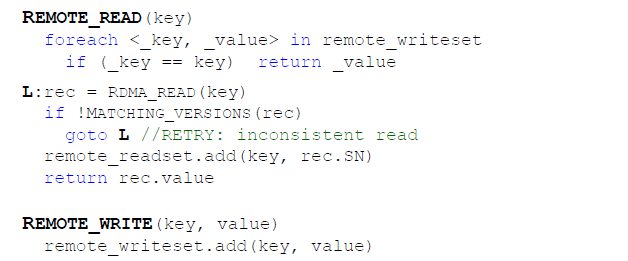 REMOTE_READ(key)
foreach <_key, _value> in remote_writeset
if (_key == key) return _value
L:rec = RDMA_READ(key)
if !MATCHING_VERSIONS(rec)
goto L //RETRY: inconsistent read
remote_readset.add(key, rec.SN)
return rec.value
REMOTE_WRITE(key, value)
remote_writeset.add(key, value)